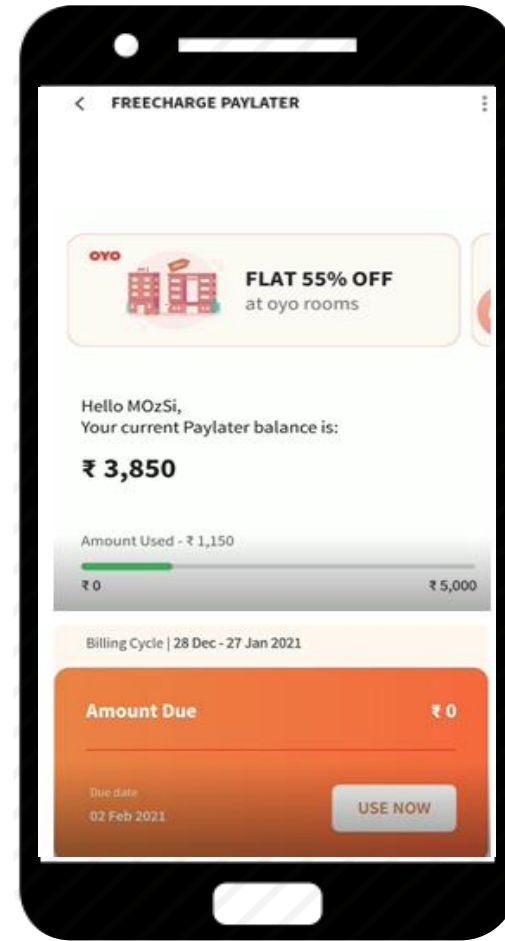 FREECHARGE PAYLATER
OYO
FLAT 55% OFF
at oyo rooms
Hello MOzSi,
Your current Paylater balance is:
₹ 3,850
Amount Used - ₹ 1,150
₹ 0 ₹ 5,000
Billing Cycle | 28 Dec - 27 Jan 2021
Amount Due ₹ 0
Due date
02 Feb 2021
USE NOW